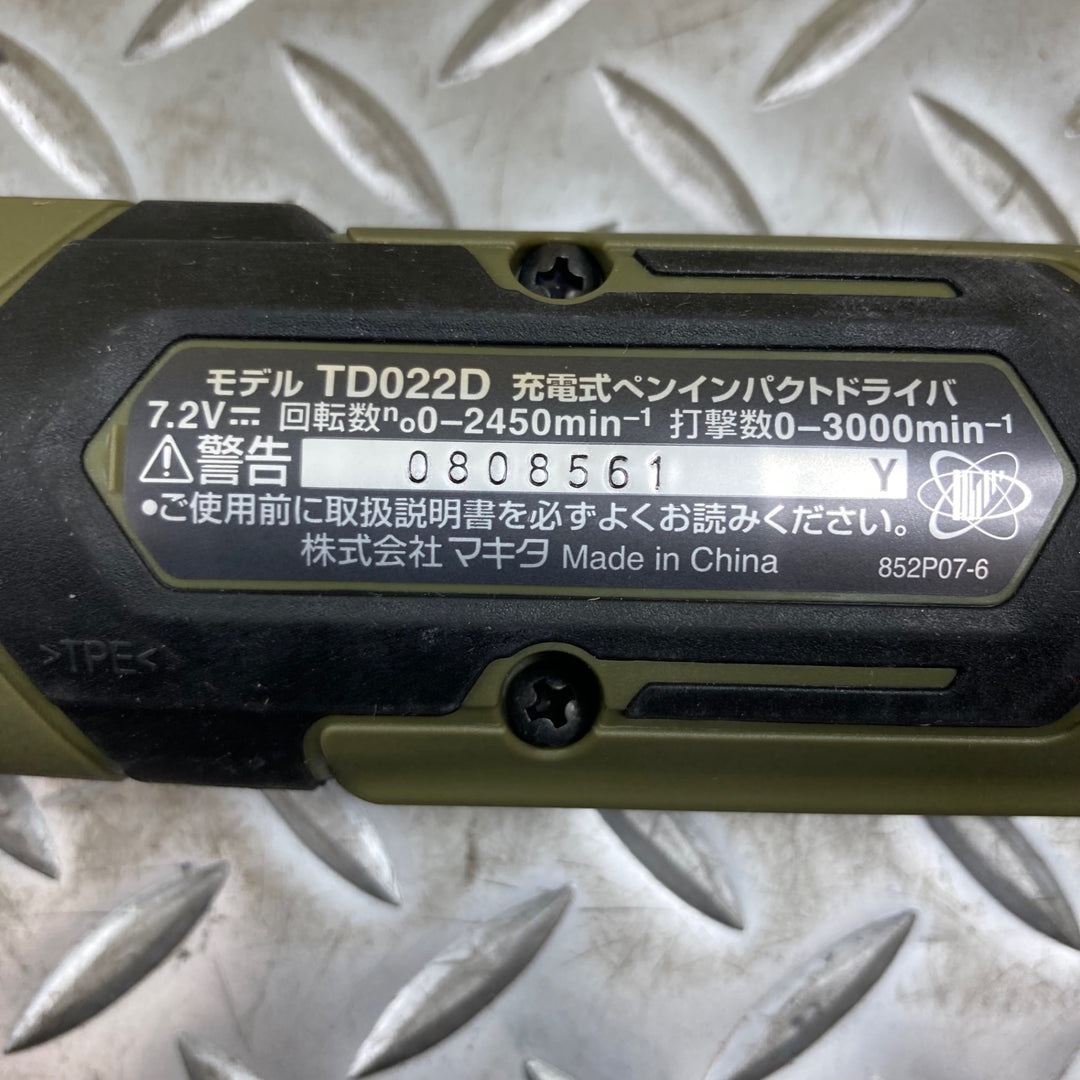 モデル TD022D 充電式ペンインパクトドライバ
7.2V⎓ 回転数n₀0–2450min⁻¹ 打撃数0–3000min⁻¹
⚠警告 0808561 Y
•ご使用前に取扱説明書を必ずよくお読みください。
株式会社マキタ Made in China 852P07-6
>TPE<